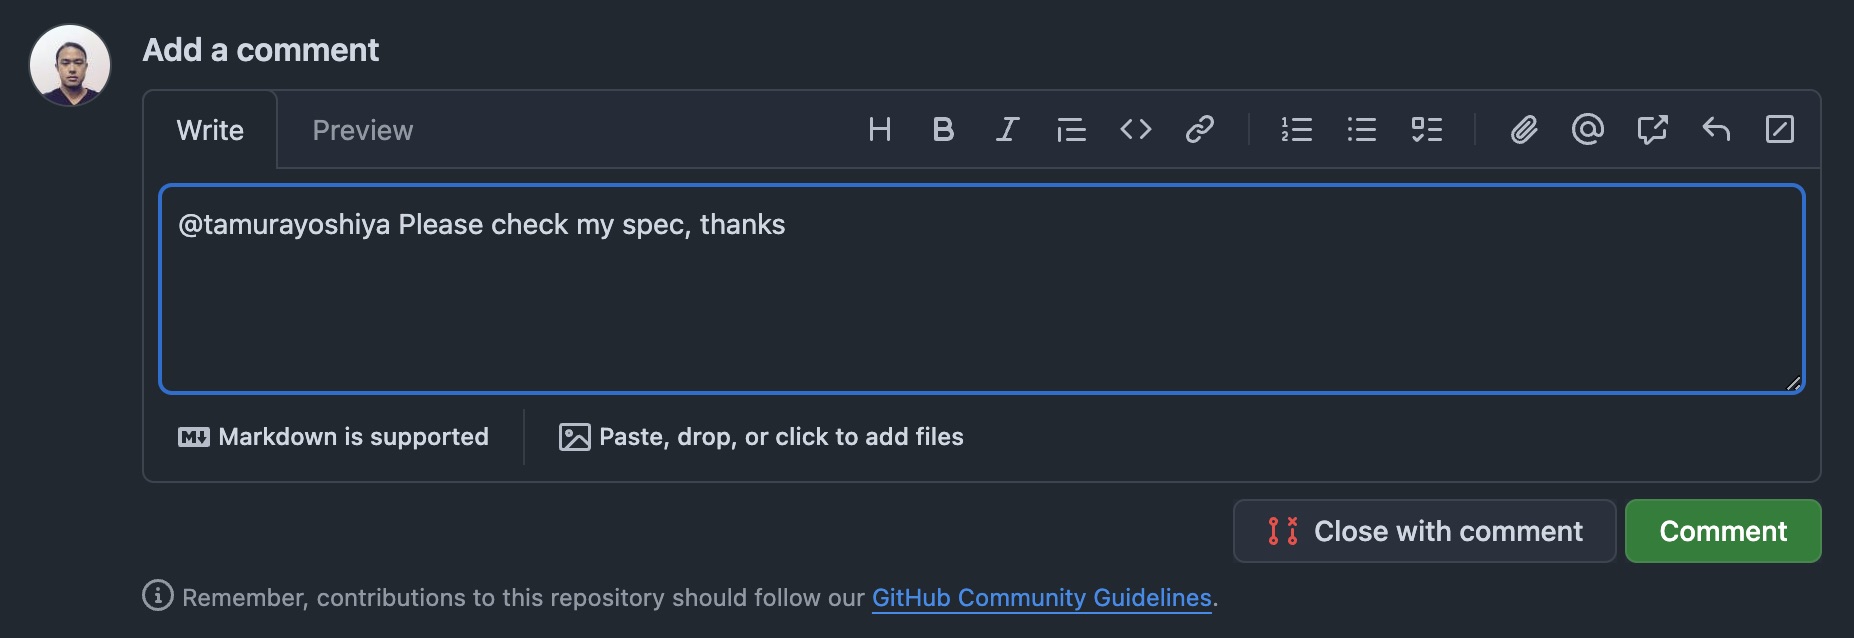 Add a comment
Write
Preview
@tamurayoshiya Please check my spec, thanks
Markdown is supported
Paste, drop, or click to add files
Close with comment
Comment
Remember, contributions to this repository should follow our GitHub Community Guidelines.